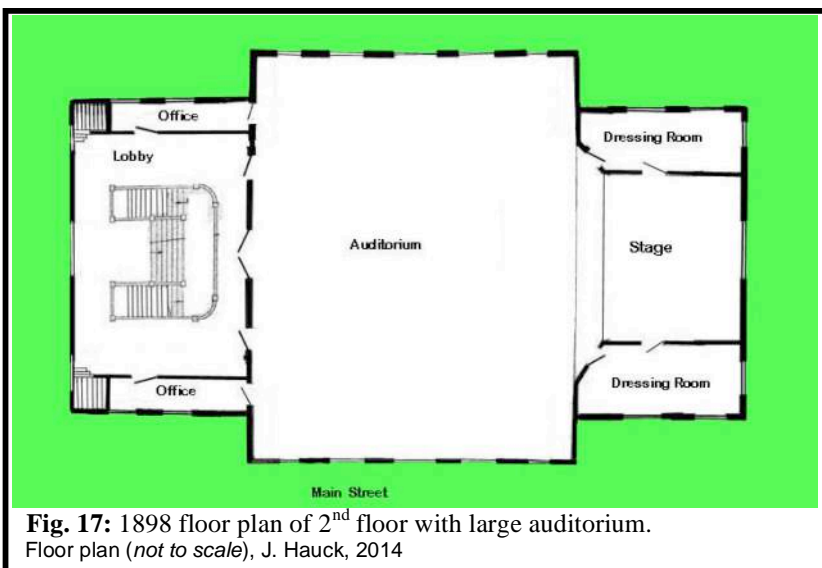 Office
Dressing Room
Lobby
Auditorium
Stage
Office
Dressing Room
Main Street
Fig. 17: 1898 floor plan of 2nd floor with large auditorium.
Floor plan (not to scale), J. Hauck, 2014